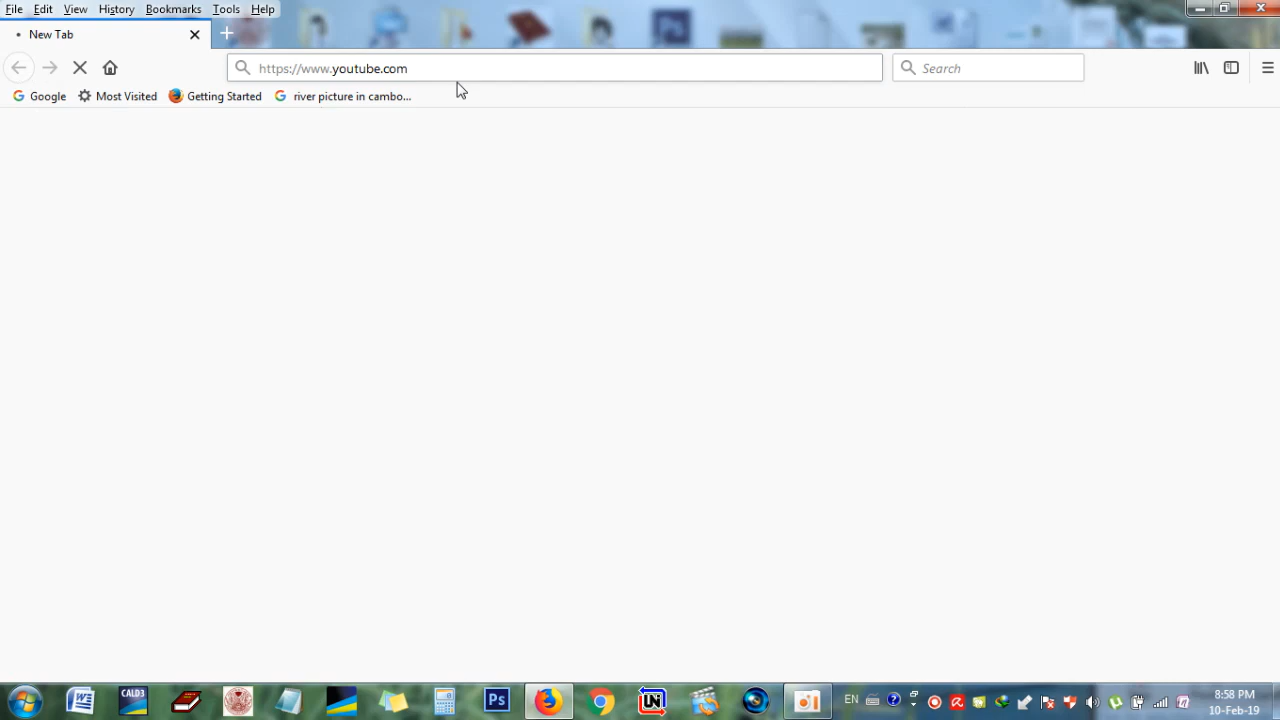 File Edit View History Bookmarks Tools Help
New Tab
https://www.youtube.com
Search
Google Most Visited Getting Started river picture in cambo...
W CALD3 Ps UN EN
8:58 PM
10-Feb-19